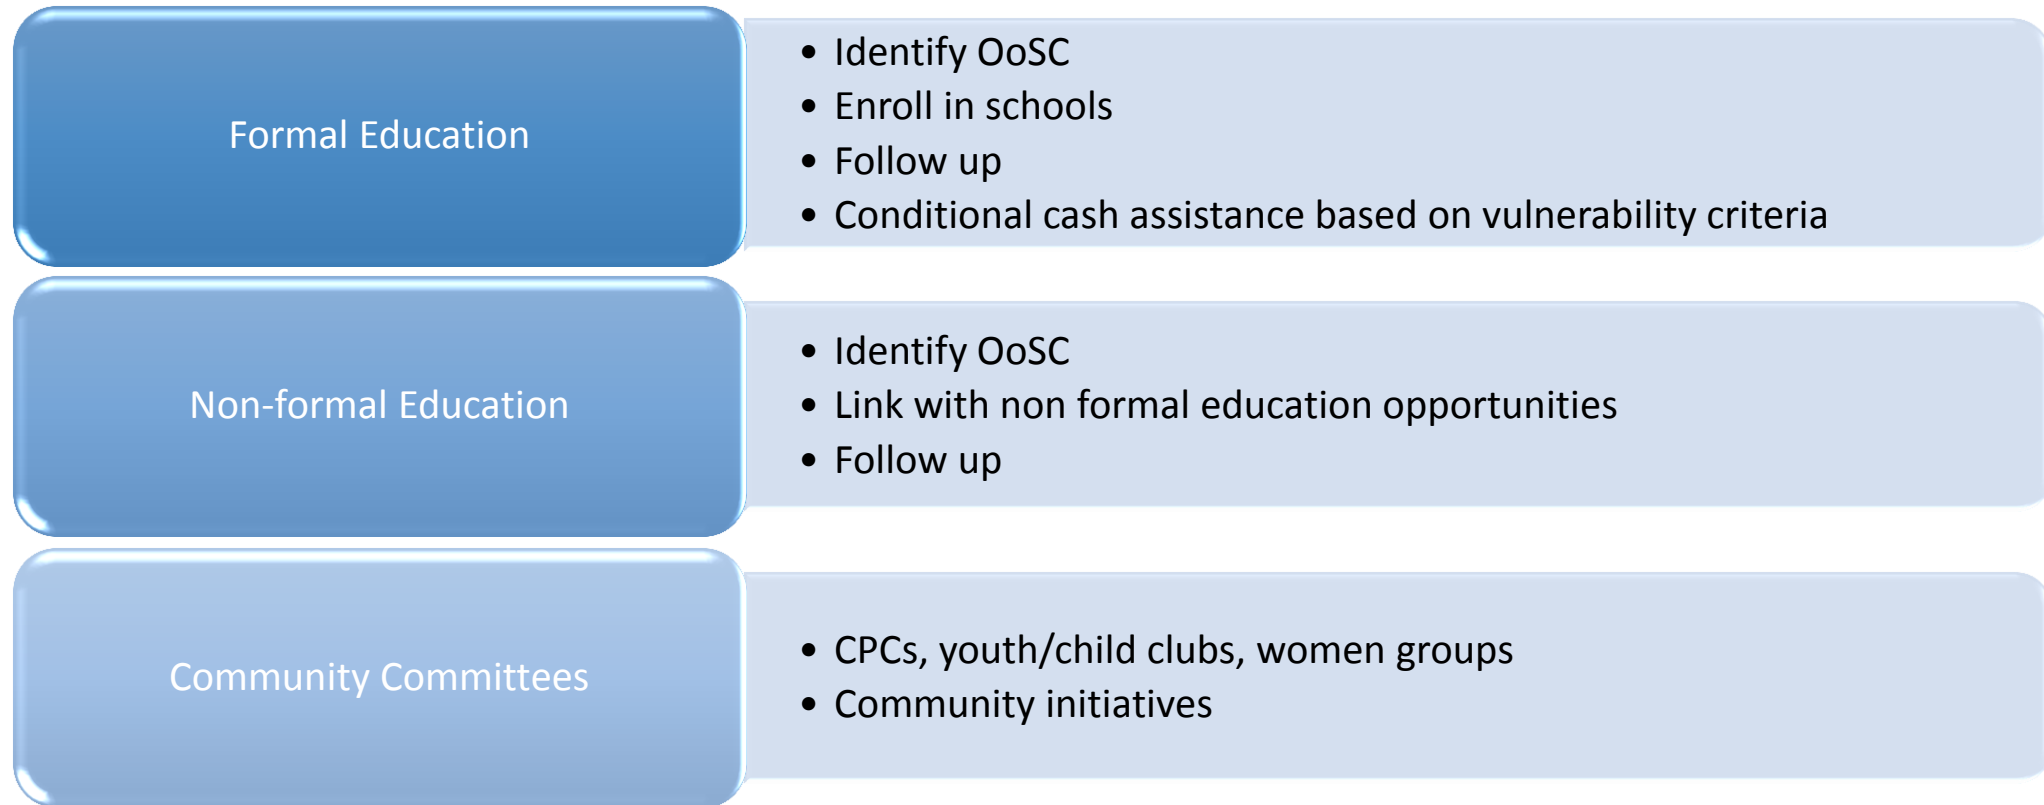 Formal Education
• Identify OoSC
• Enroll in schools
• Follow up
• Conditional cash assistance based on vulnerability criteria
Non-formal Education
• Identify OoSC
• Link with non formal education opportunities
• Follow up
Community Committees
• CPCs, youth/child clubs, women groups
• Community initiatives